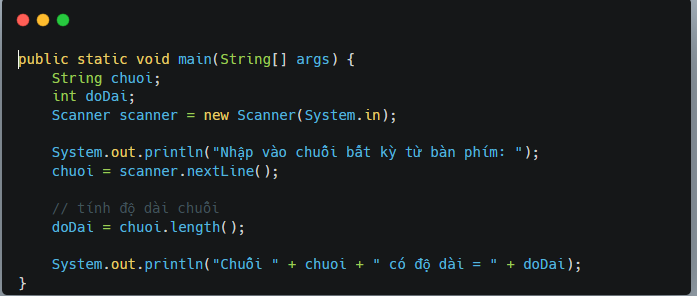 public static void main(String[] args) {
    String chuoi;
    int doDai;
    Scanner scanner = new Scanner(System.in);
    System.out.println("Nhập vào chuỗi bất kỳ từ bàn phím: ");
    chuoi = scanner.nextLine();
    // tính độ dài chuỗi
    doDai = chuoi.length();
    System.out.println("Chuỗi " + chuoi + " có độ dài = " + doDai);
}